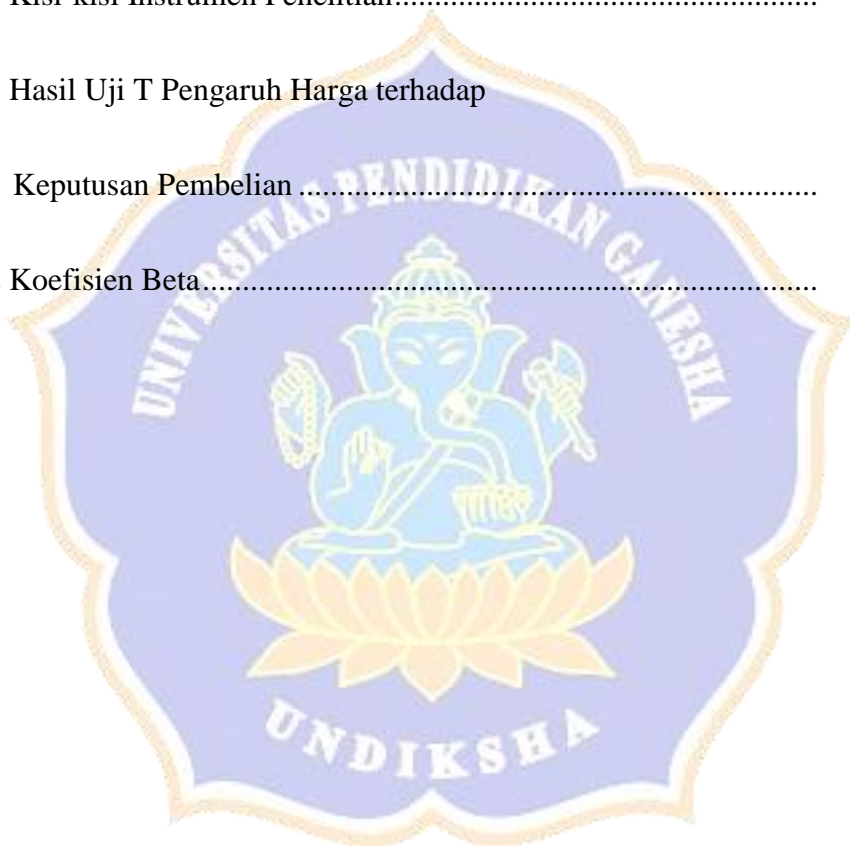 Kisi-kisi Instrumen Penelitian.....................................................
Hasil Uji T Pengaruh Harga terhadap
Keputusan Pembelian .................................................................
Koefisien Beta.............................................................................
UNIVERSITAS PENDIDIKAN GANESHA
UNDIKSHA